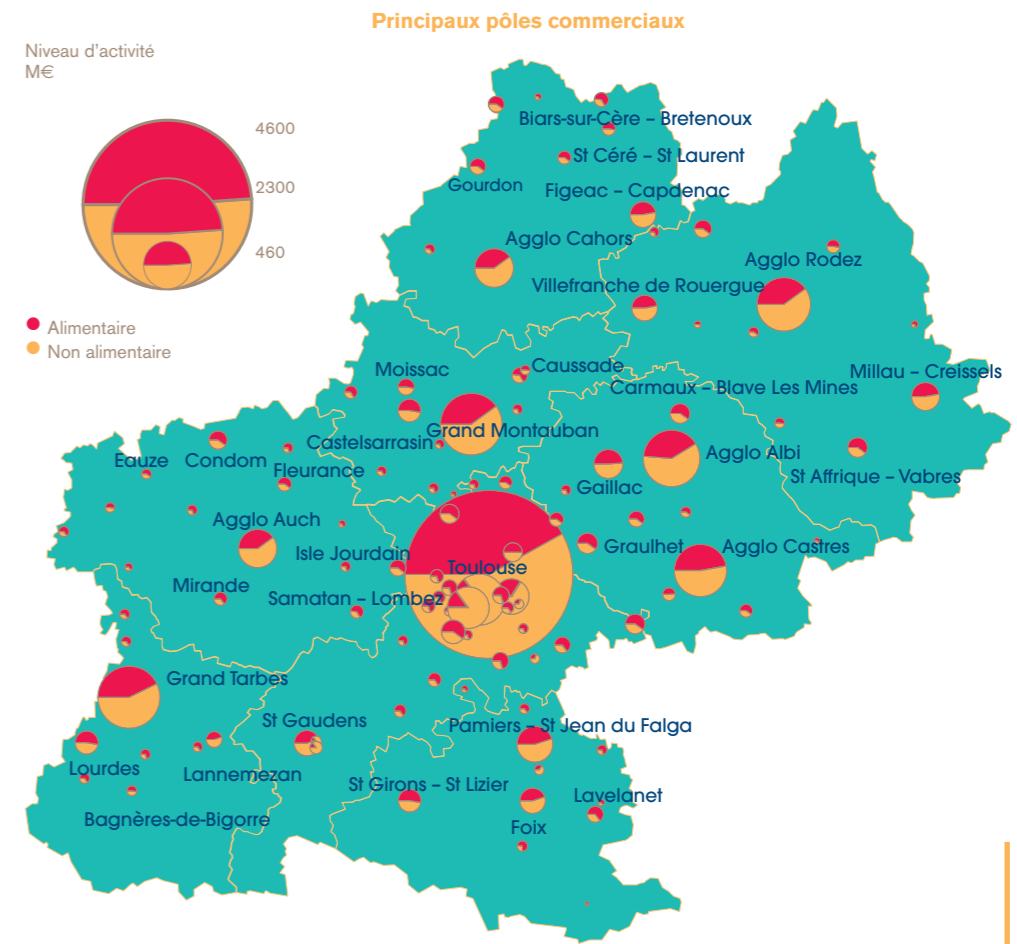 Principaux pôles commerciaux
Niveau d'activité
M€
4600
2300
460
Alimentaire
Non alimentaire
Biars-sur-Cère – Bretenoux
St Céré – St Laurent
Gourdon
Figeac – Capdenac
Agglo Cahors
Agglo Rodez
Villefranche de Rouergue
Moissac
Caussade
Millau – Creissels
Carmaux – Blave Les Mines
Castelsarrasin
Grand Montauban
Agglo Albi
Eauze
Condom
Fleurance
Gaillac
St Affrique – Vabres
Agglo Auch
Isle Jourdain
Graulhet
Agglo Castres
Toulouse
Mirande
Samatan – Lombez
Grand Tarbes
St Gaudens
Pamiers – St Jean du Falga
Lourdes
Lannemezan
St Girons – St Lizier
Lavelanet
Bagnères-de-Bigorre
Foix